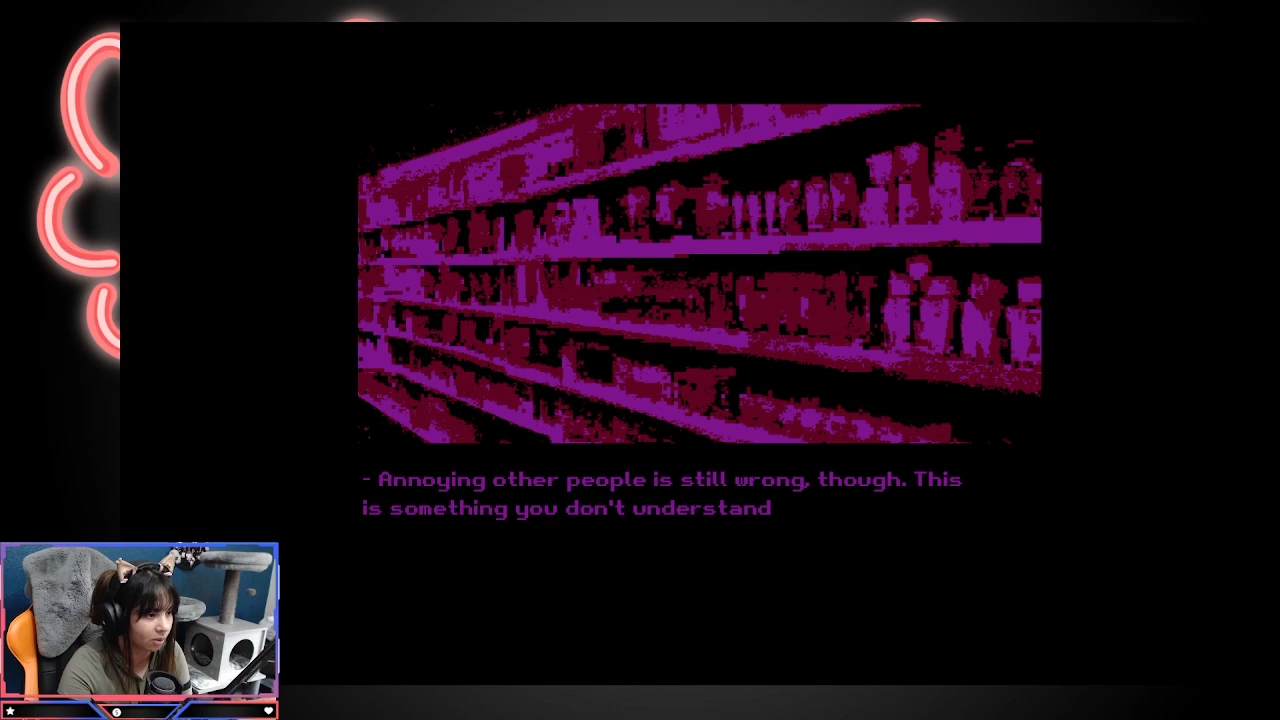 - Annoying other people is still wrong, though. This
is something you don't understand